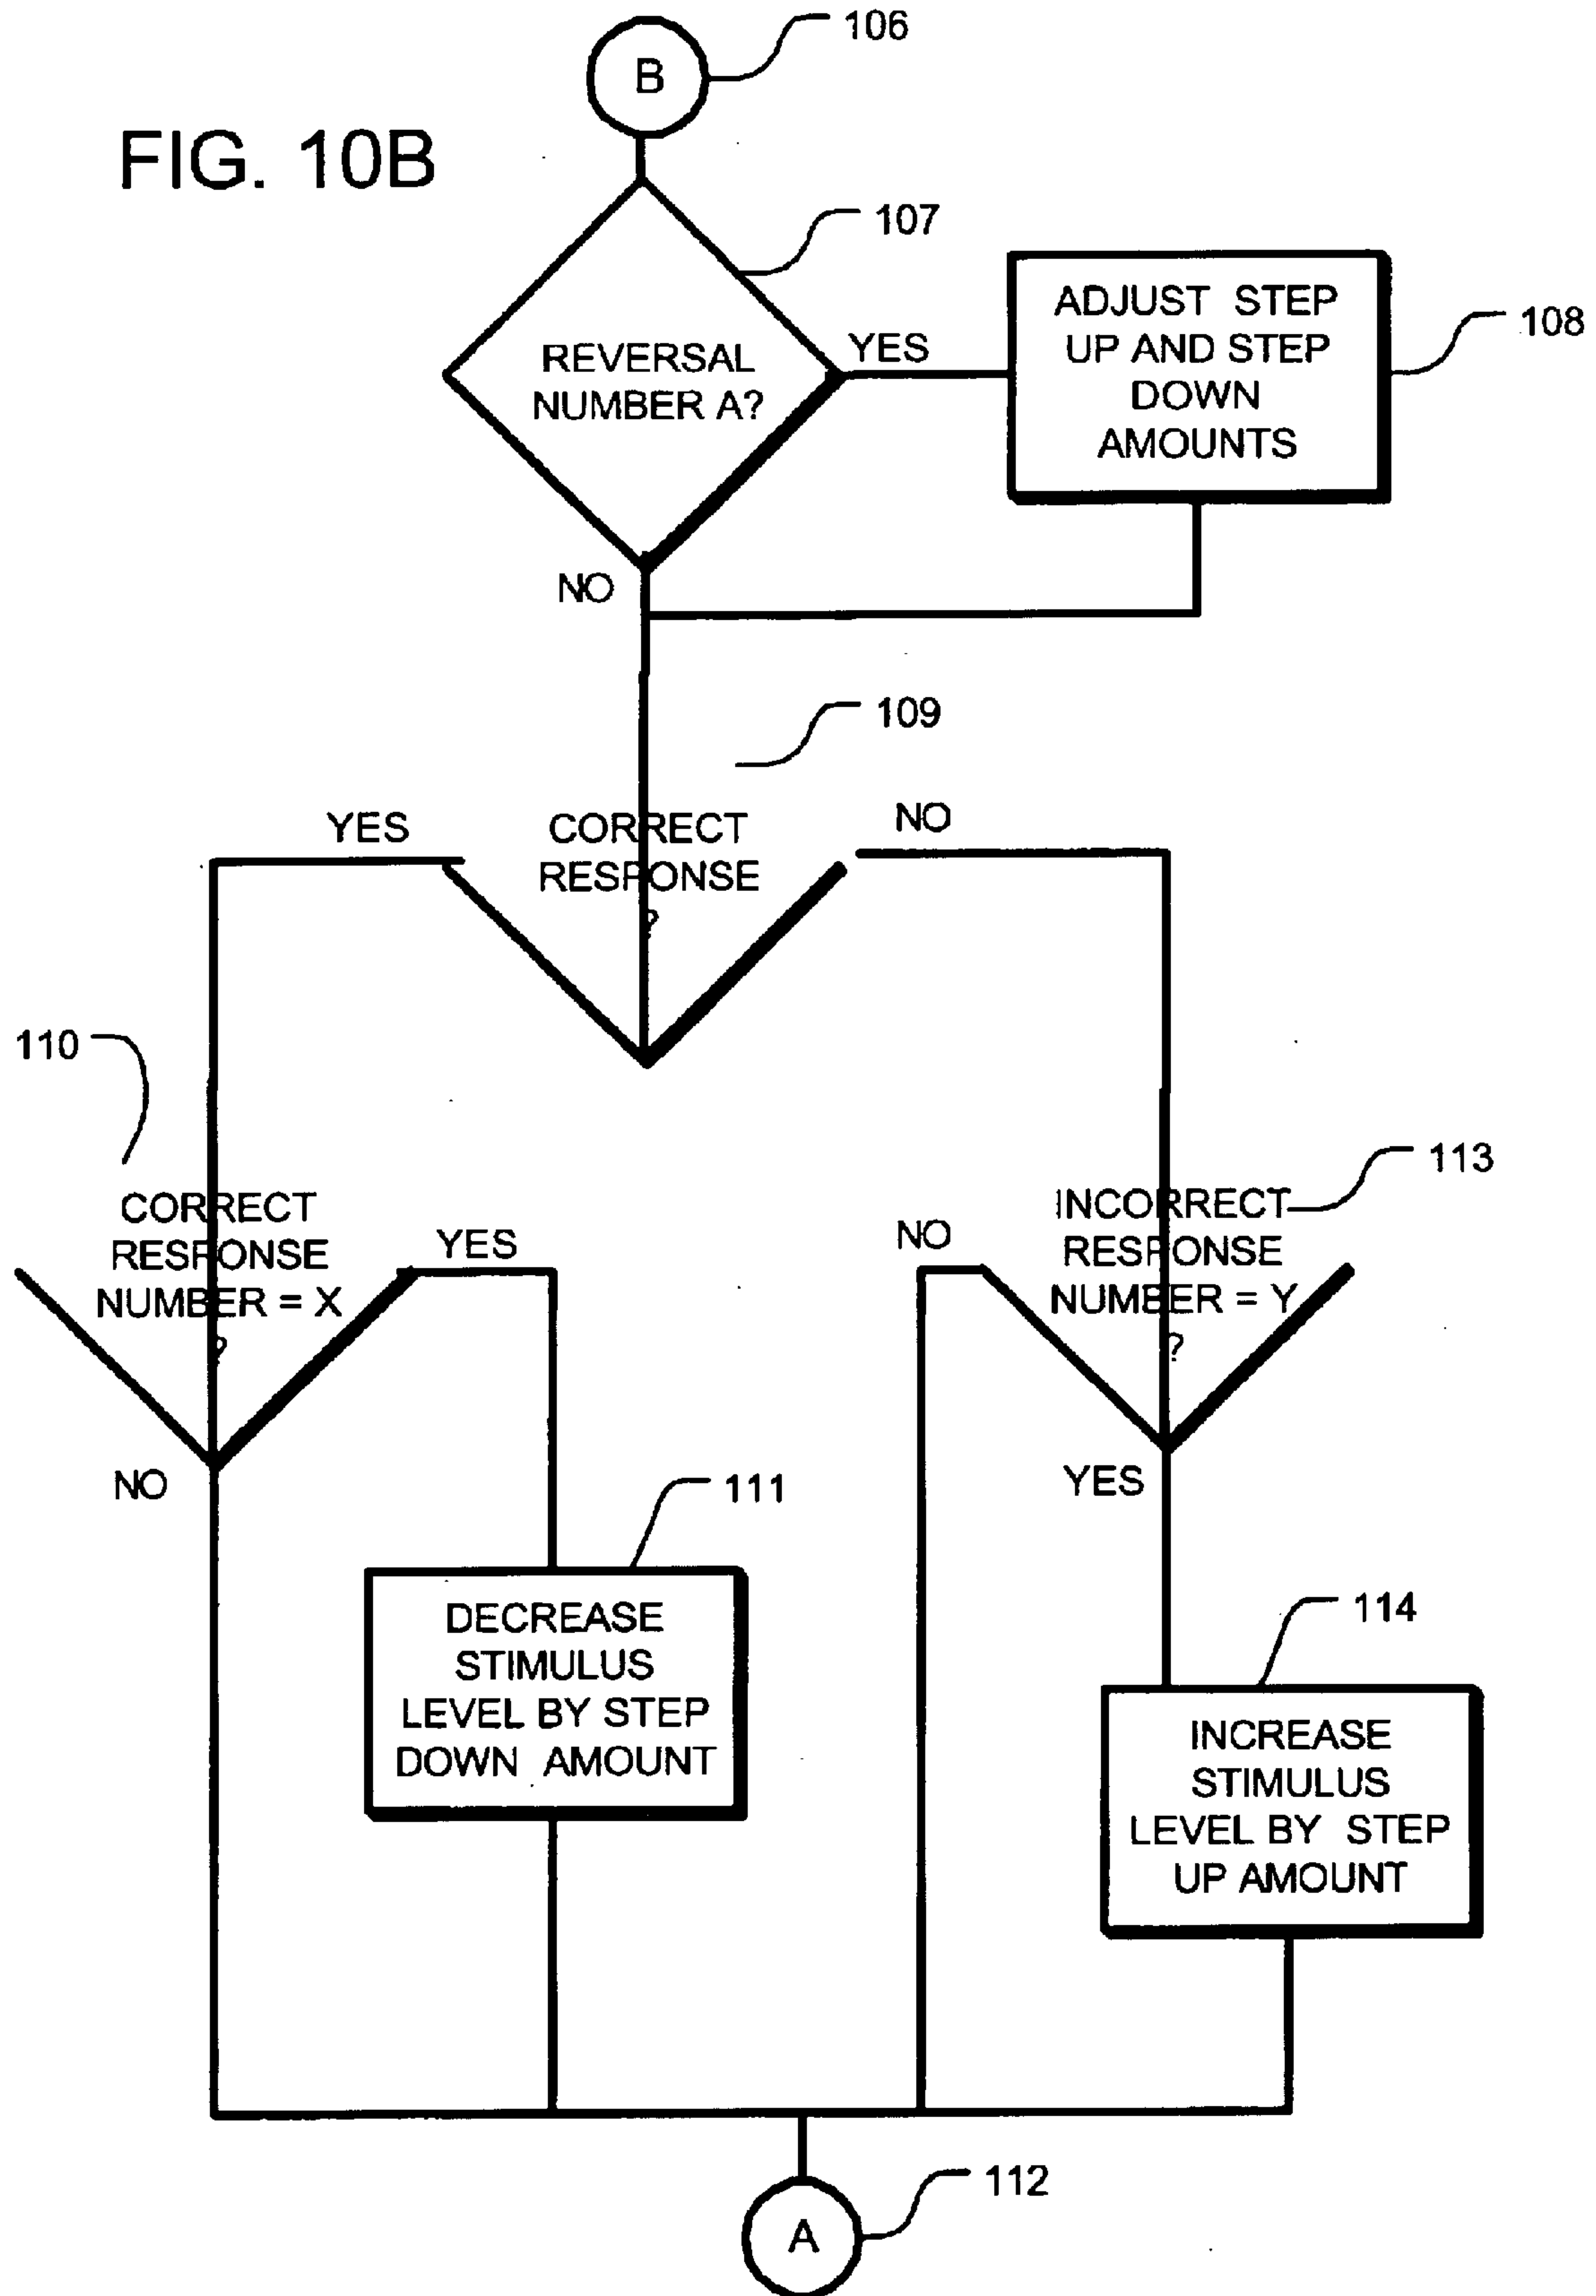 B
106
FIG. 10B
107
REVERSAL
NUMBER A?
YES
ADJUST STEP
UP AND STEP
DOWN
AMOUNTS
108
NO
109
YES
CORRECT
RESPONSE
?
NO
110
CORRECT
RESPONSE
NUMBER = X
?
YES
NO
NO
INCORRECT
RESPONSE
NUMBER = Y
?
113
YES
111
DECREASE
STIMULUS
LEVEL BY STEP
DOWN AMOUNT
114
INCREASE
STIMULUS
LEVEL BY STEP
UP AMOUNT
112
A